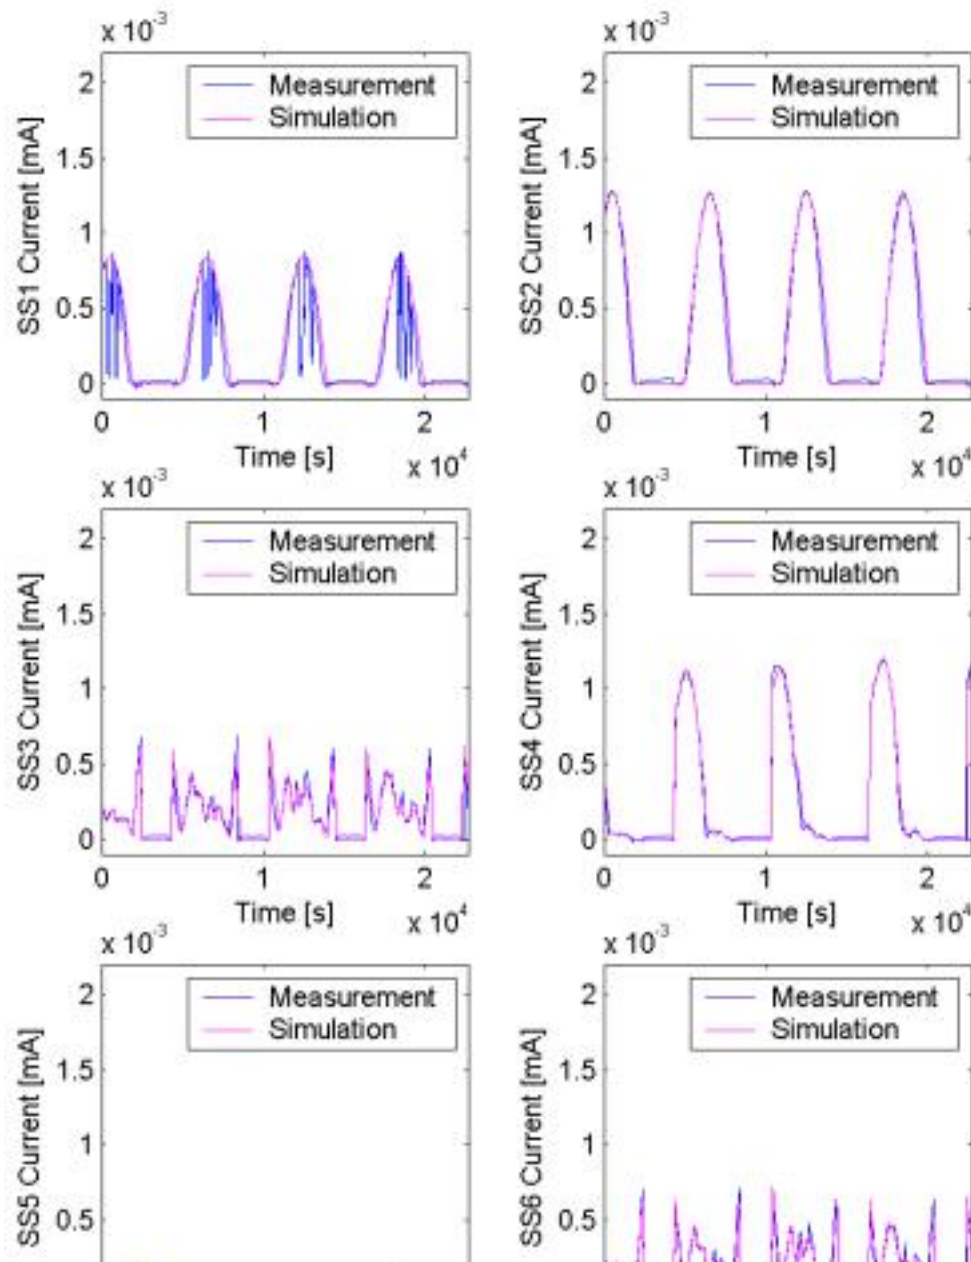 x 10-3
x 10-3
SS1 Current [mA]
2
1.5
1
0.5
0
Measurement
Simulation
0 1 2
Time [s]
x 104
SS2 Current [mA]
2
1.5
1
0.5
0
Measurement
Simulation
0 1 2
Time [s]
x 104
x 10-3
SS3 Current [mA]
2
1.5
1
0.5
0
Measurement
Simulation
0 1 2
Time [s]
x 104
x 10-3
SS4 Current [mA]
2
1.5
1
0.5
0
Measurement
Simulation
0 1 2
Time [s]
x 104
x 10-3
SS5 Current [mA]
2
1.5
1
0.5
Measurement
Simulation
x 10-3
SS6 Current [mA]
2
1.5
1
0.5
Measurement
Simulation